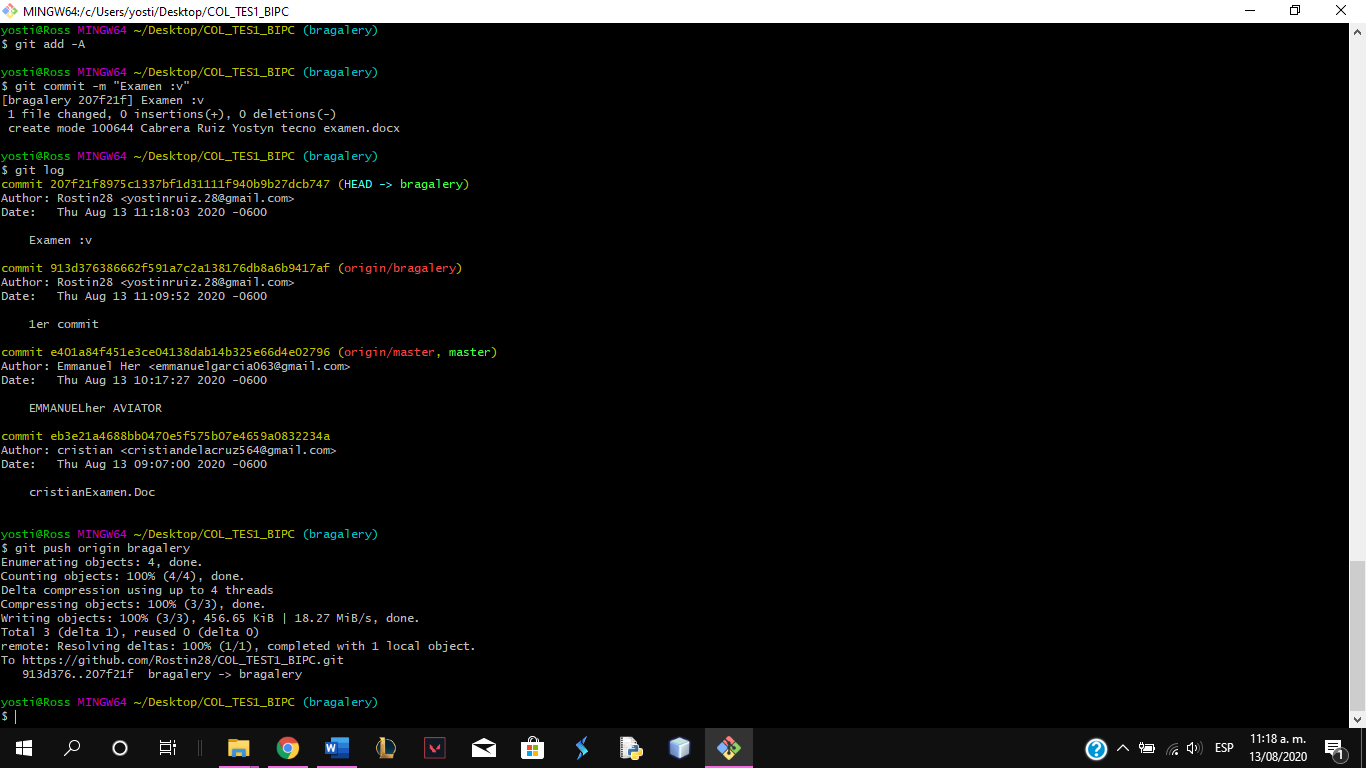 MINGW64:/c/Users/yosti/Desktop/COL_TES1_BIPC
yosti@Ross MINGW64 ~/Desktop/COL_TES1_BIPC (bragalery)
$ git add -A
yosti@Ross MINGW64 ~/Desktop/COL_TES1_BIPC (bragalery)
$ git commit -m "Examen :v"
[bragalery 207f21f] Examen :v
1 file changed, 0 insertions(+), 0 deletions(-)
create mode 100644 Cabrera Ruiz Yostyn tecno examen.docx
yosti@Ross MINGW64 ~/Desktop/COL_TES1_BIPC (bragalery)
$ git log
commit 207f21f8975c1337bf1d31111f940b9b27dcb747 (HEAD -> bragalery)
Author: Rostin28 <yostinruiz.28@gmail.com>
Date:   Thu Aug 13 11:18:03 2020 -0600
Examen :v
commit 913d376386662f591a7c2a138176db8a6b9417af (origin/bragalery)
Author: Rostin28 <yostinruiz.28@gmail.com>
Date:   Thu Aug 13 11:09:52 2020 -0600
1er commit
commit e401a84f451e3ce04138dab14b325e66d4e02796 (origin/master, master)
Author: Emmanuel Her <emmanuelgarcia063@gmail.com>
Date:   Thu Aug 13 10:17:27 2020 -0600
EMMANUELher AVIATOR
commit eb3e21a4688bb0470e5f575b07e4659a0832234a
Author: cristian <cristiandelacruz564@gmail.com>
Date:   Thu Aug 13 09:07:00 2020 -0600
cristianExamen.Doc
yosti@Ross MINGW64 ~/Desktop/COL_TES1_BIPC (bragalery)
$ git push origin bragalery
Enumerating objects: 4, done.
Counting objects: 100% (4/4), done.
Delta compression using up to 4 threads
Compressing objects: 100% (3/3), done.
Writing objects: 100% (3/3), 456.65 KiB | 18.27 MiB/s, done.
Total 3 (delta 1), reused 0 (delta 0)
remote: Resolving deltas: 100% (1/1), completed with 1 local object.
To https://github.com/Rostin28/COL_TEST1_BIPC.git
913d376..207f21f  bragalery -> bragalery
yosti@Ross MINGW64 ~/Desktop/COL_TES1_BIPC (bragalery)
$
ESP
11:18 a. m.
13/08/2020
1